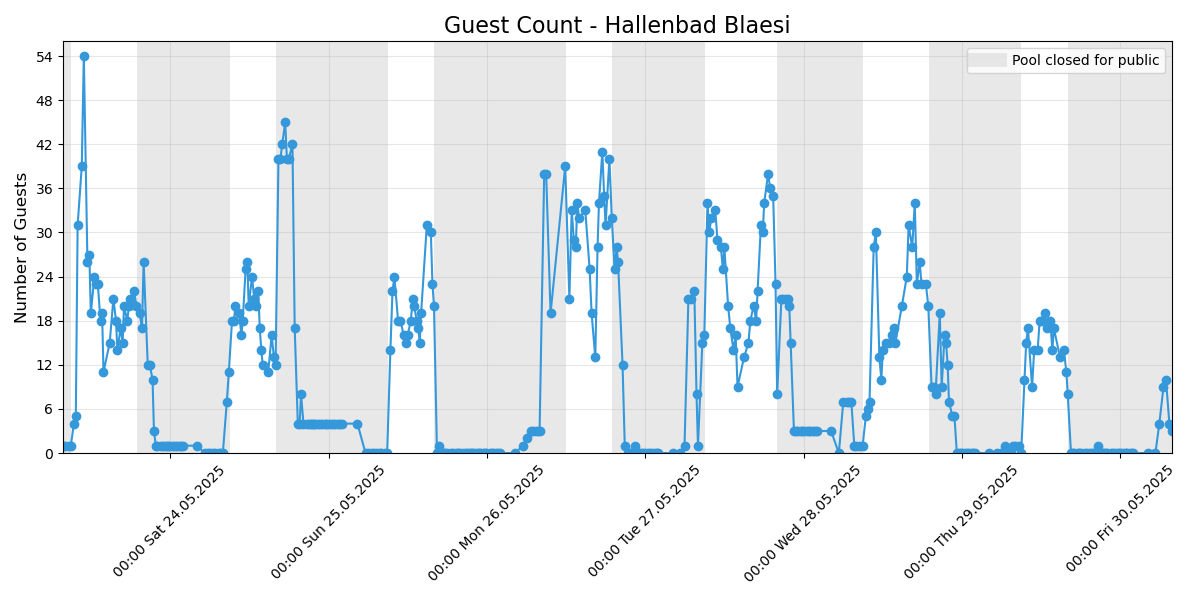 Guest Count - Hallenbad Blaesi
Pool closed for public
Number of Guests
54
48
42
36
30
24
18
12
6
0
00:00 Sat 24.05.2025
00:00 Sun 25.05.2025
00:00 Mon 26.05.2025
00:00 Tue 27.05.2025
00:00 Wed 28.05.2025
00:00 Thu 29.05.2025
00:00 Fri 30.05.2025